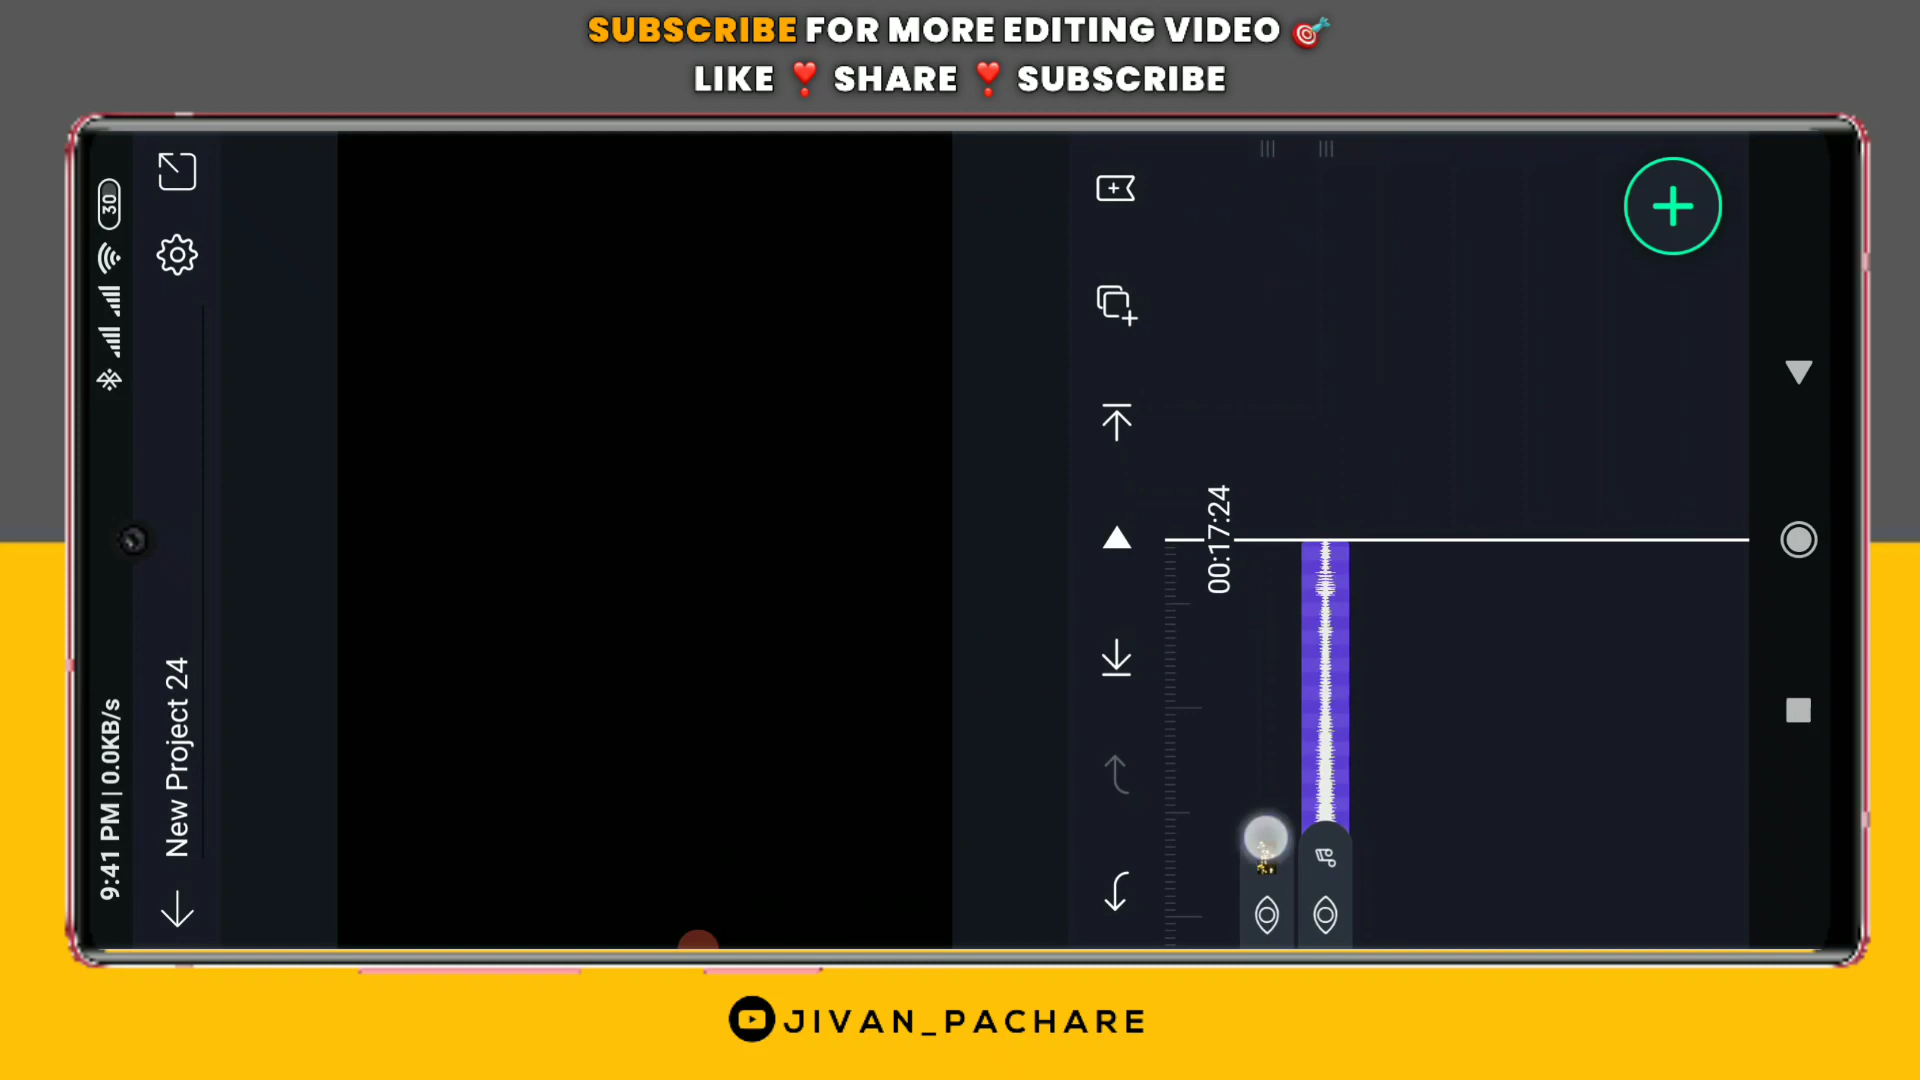 SUBSCRIBE FOR MORE EDITING VIDEO
LIKE SHARE SUBSCRIBE
9:41 PM | 0.0KB/s
30
New Project 24
00:17:24
JIVAN_PACHARE